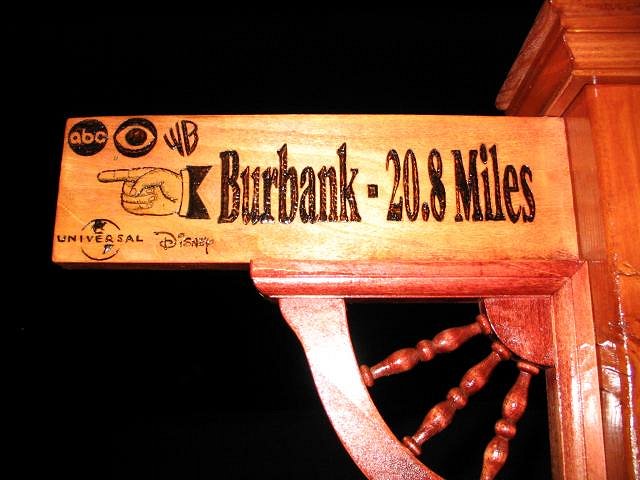 abc WB
Burbank - 20.8 Miles
UNIVERSAL Disney